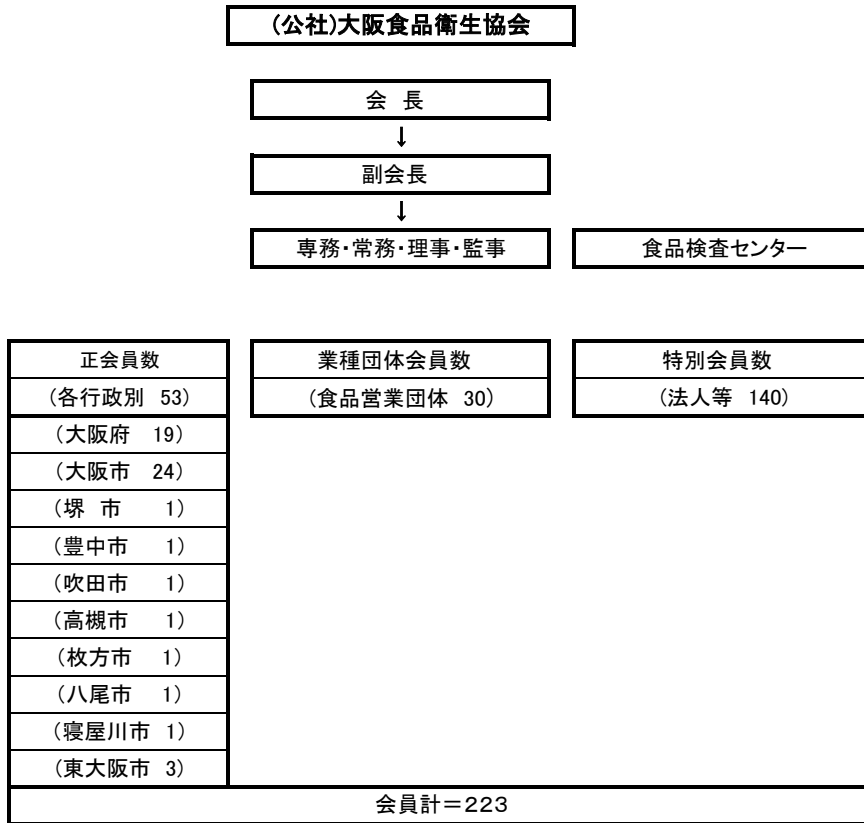 (公社)大阪食品衛生協会
会 長
↓
副会長
↓
専務・常務・理事・監事
食品検査センター
正会員数
業種団体会員数
特別会員数
(各行政別 53)
(食品営業団体 30)
(法人等 140)
(大阪府 19)
(大阪市 24)
(堺 市 1)
(豊中市 1)
(吹田市 1)
(高槻市 1)
(枚方市 1)
(八尾市 1)
(寝屋川市 1)
(東大阪市 3)
会員計=223